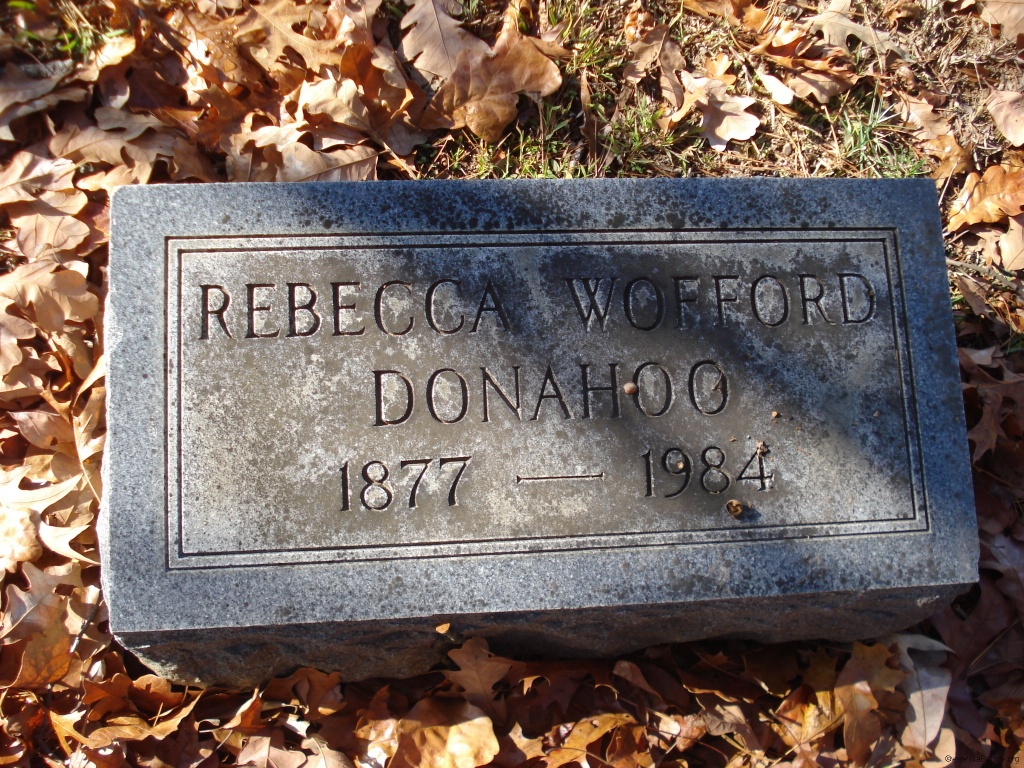 REBECCA WOFFORD
DONAHOO
1877 — 1984